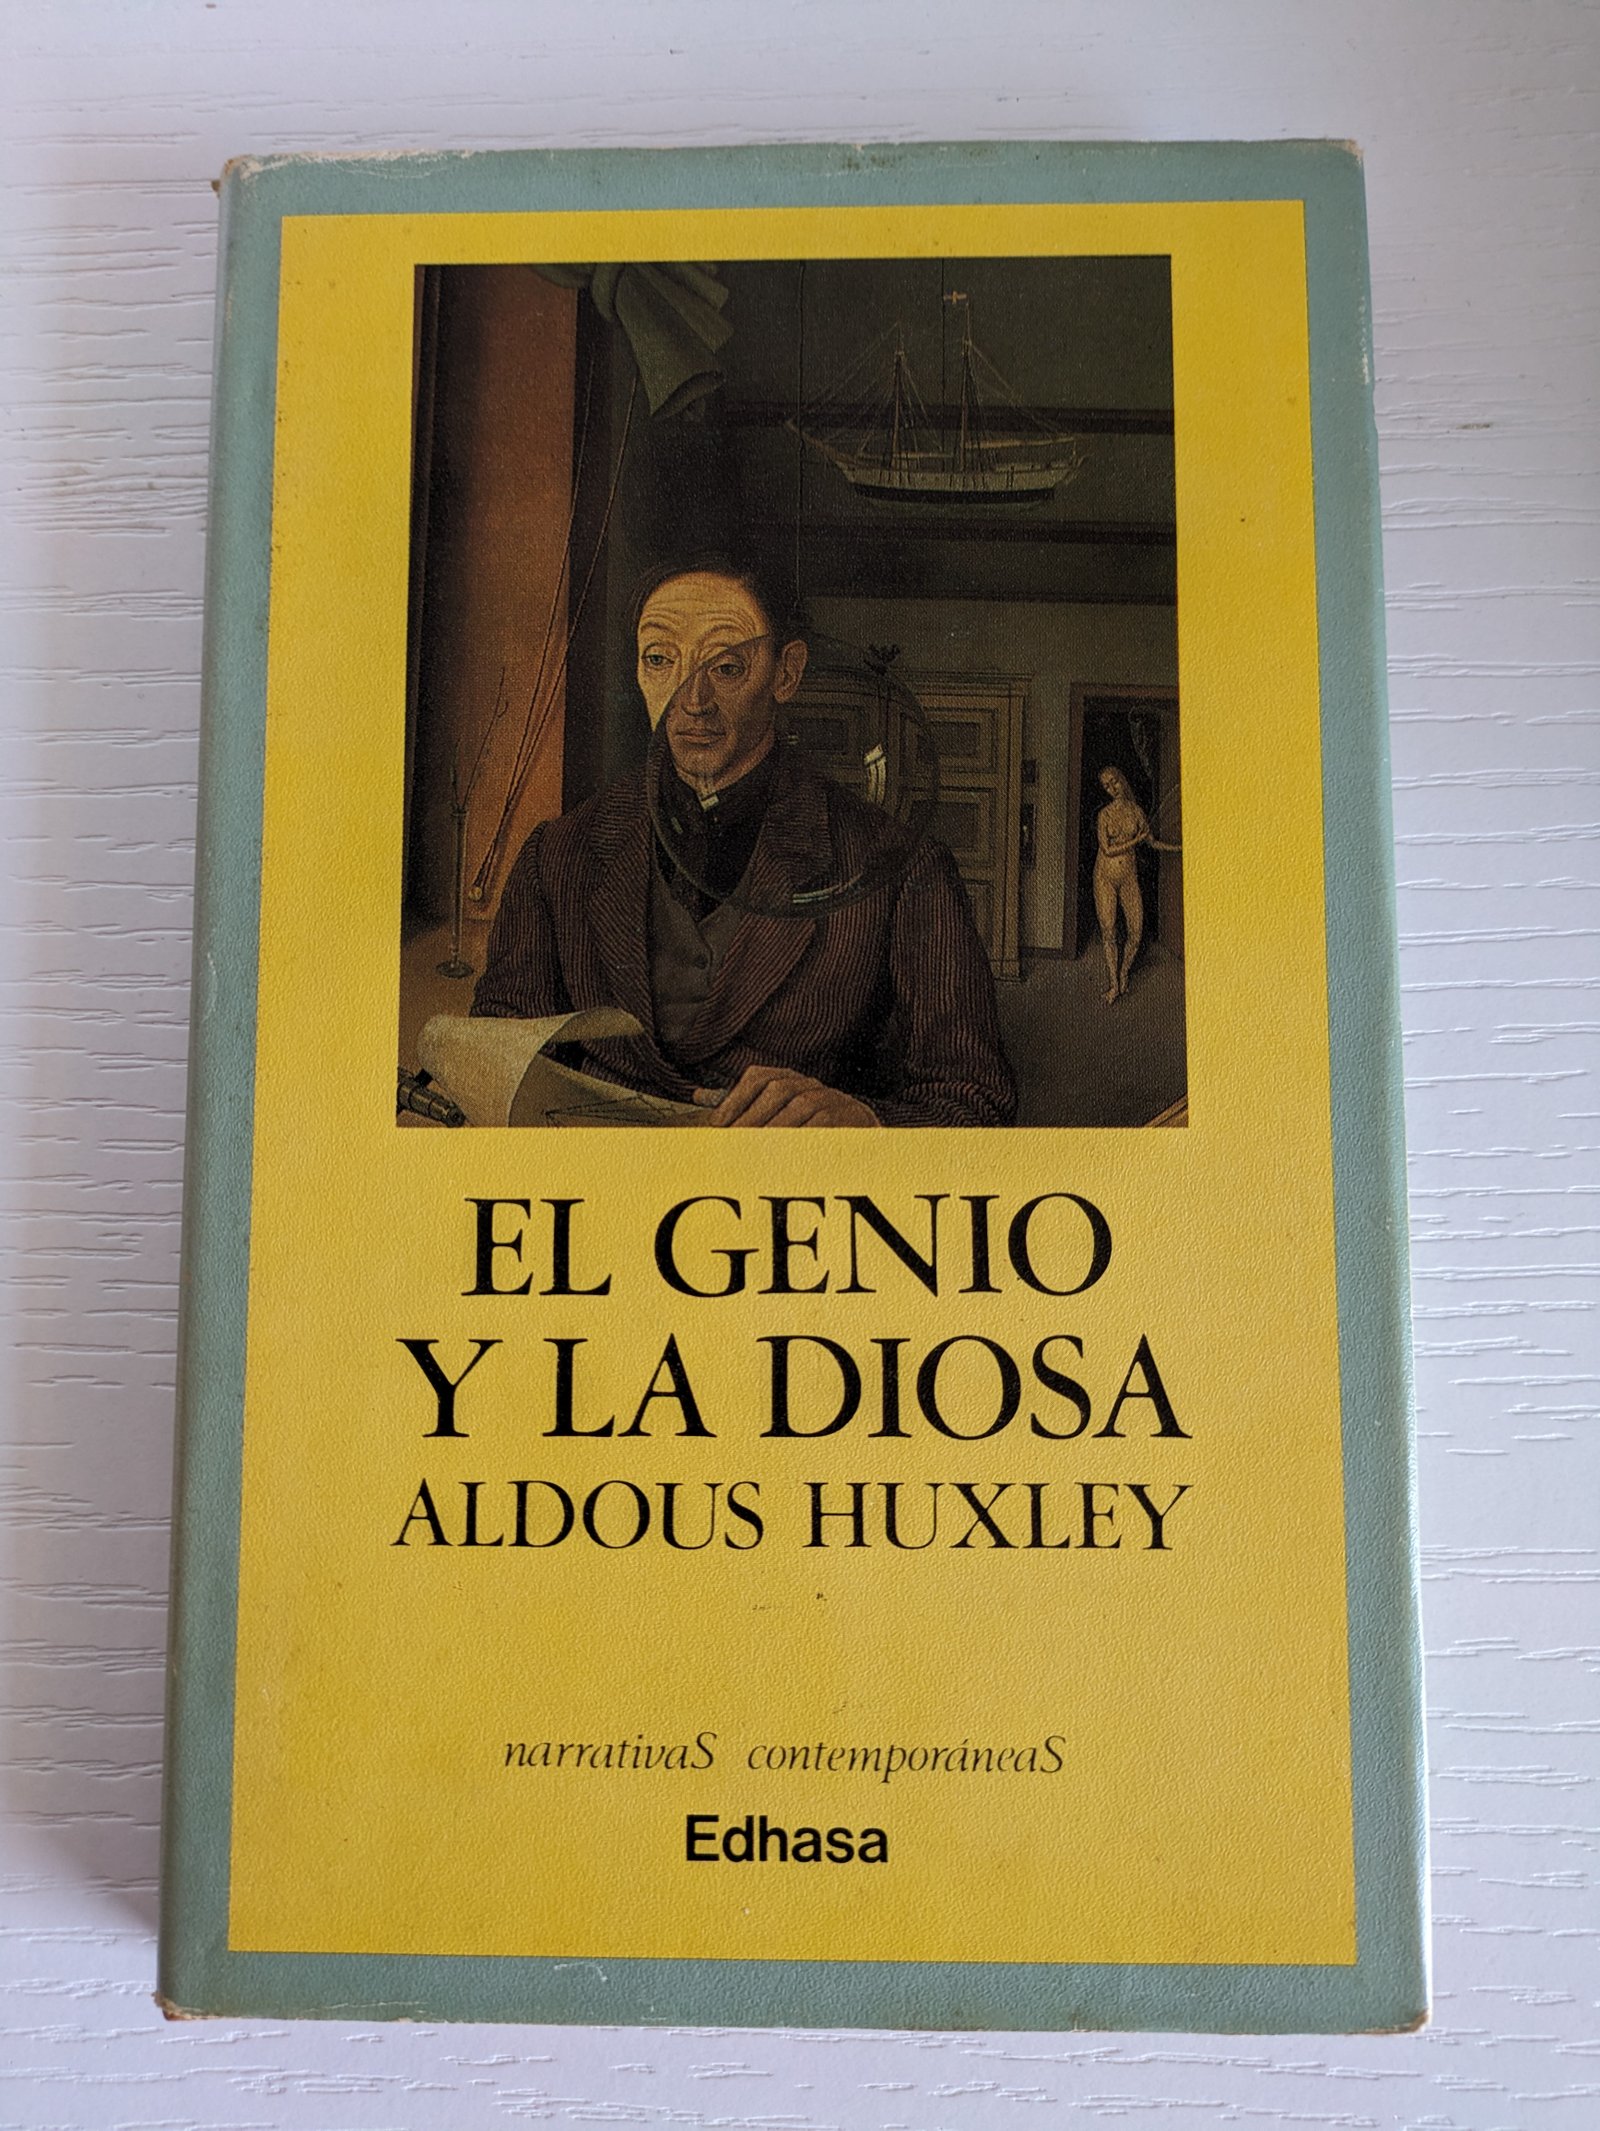 EL GENIO
Y LA DIOSA
ALDOUS HUXLEY
narrativaS contemporáneaS
Edhasa